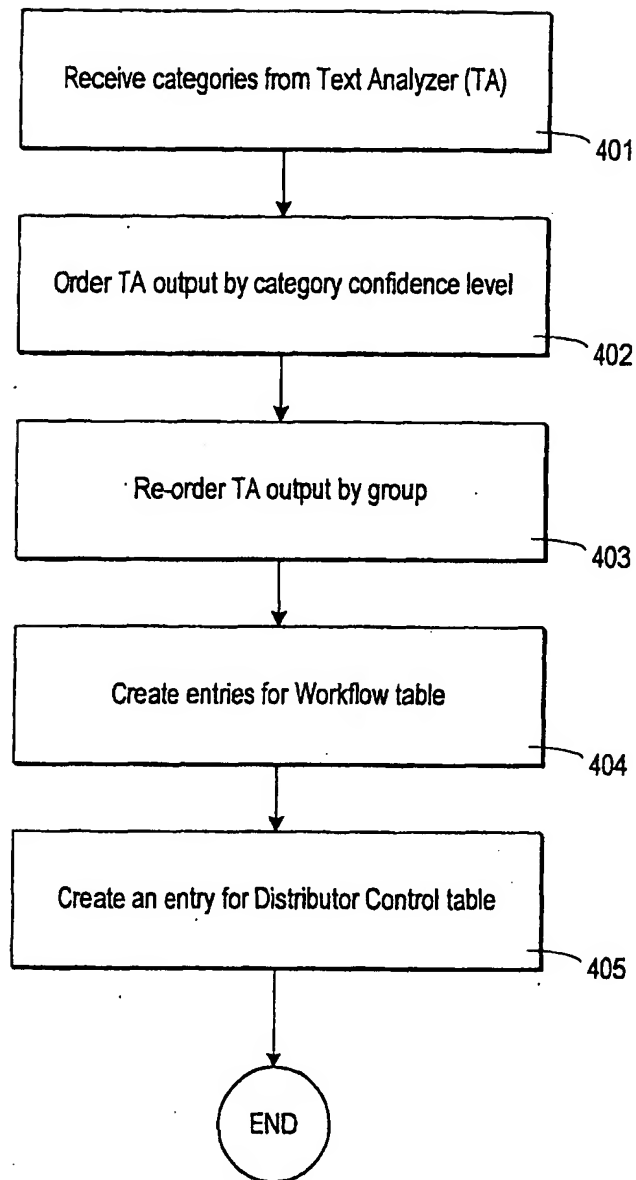 Receive categories from Text Analyzer (TA)
401
Order TA output by category confidence level
402
Re-order TA output by group
403
Create entries for Workflow table
404
Create an entry for Distributor Control table
405
END